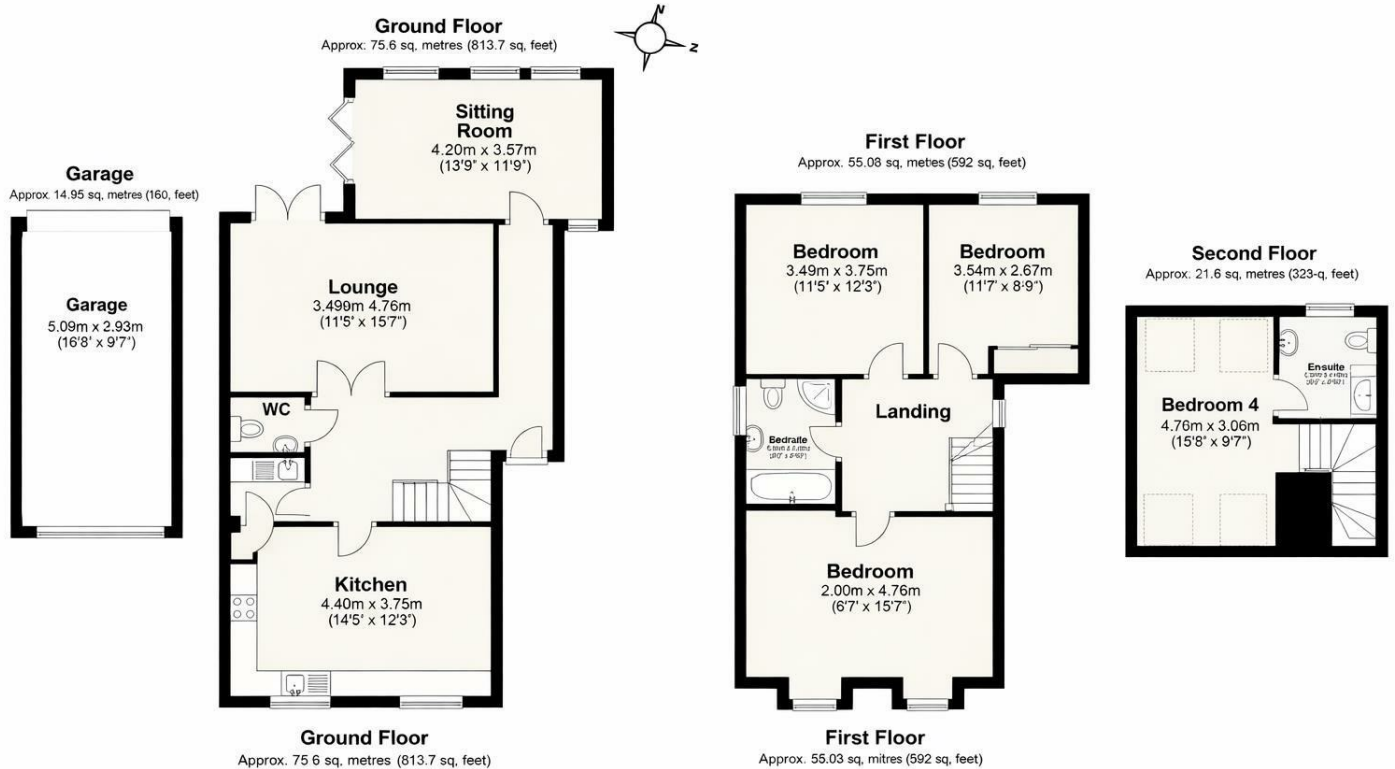 Ground Floor
Approx. 75.6 sq, metres (813.7 sq, feet)
N
Z
Sitting
Room
4.20m x 3.57m
(13'9" x 11'9")
Garage
Approx. 14.95 sq, metres (160, feet)
Garage
5.09m x 2.93m
(16'8' x 9'7")
Lounge
3.499m 4.76m
(11'5" x 15'7")
WC
Kitchen
4.40m x 3.75m
(14'5" x 12'3")
Ground Floor
Approx. 75 6 sq, metres (813.7 sq, feet)
First Floor
Approx. 55.08 sq, metres (592 sq, feet)
Bedroom
3.49m x 3.75m
(11'5" x 12'3")
Bedroom
3.54m x 2.67m
(11'7" x 8'9")
Landing
Bedraite
Bedroom
2.00m x 4.76m
(6'7" x 15'7")
First Floor
Approx. 55.03 sq, mitres (592 sq, feet)
Second Floor
Approx. 21.6 sq, metres (323-q, feet)
Ensuite
Bedroom 4
4.76m x 3.06m
(15'8" x 9'7")